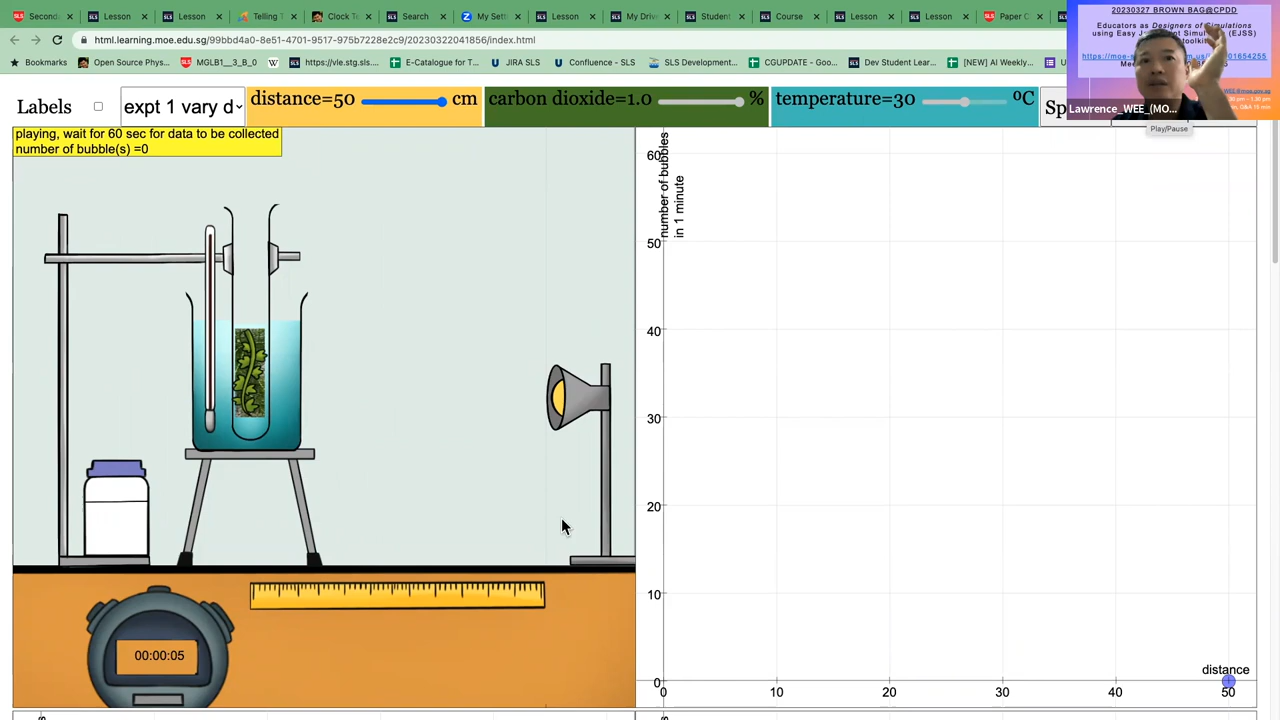 Second
Lesson
Lesson
Telling T
Clock Te
Search
My Sett
Lesson
My Driv
Student
Course
Lesson
Lesson
Paper C
html.learning.moe.edu.sg/99bbd4a0-8e51-4701-9517-975b7228e2c9/20230322041856/index.html
Bookmarks
Open Source Phys...
MGLB1__3_B_0
https://vle.stg.sls....
E-Catalogue for T...
JIRA SLS
Confluence - SLS
SLS Development...
CGUPDATE - Goo...
Dev Student Lear...
[NEW] AI Weekly...
20230327 BROWN BAG@CPDD
Educators as Designers of Simulations
using Easy
Lawrence_WEE_(MO...
Play/Pause
Labels
expt 1 vary d
distance=50
cm
carbon dioxide=1.0
%
temperature=30
ºC
Sp
playing, wait for 60 sec for data to be collected
number of bubble(s) =0
number of bubbles
in 1 minute
60
50
40
30
20
10
0
distance
0
10
20
30
40
50
00:00:05